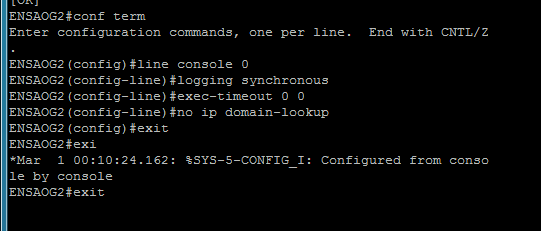 [OK]
ENSAOG2#conf term
Enter configuration commands, one per line.  End with CNTL/Z
.
ENSAOG2(config)#line console 0
ENSAOG2(config-line)#logging synchronous
ENSAOG2(config-line)#exec-timeout 0 0
ENSAOG2(config-line)#no ip domain-lookup
ENSAOG2(config)#exit
ENSAOG2#exi
*Mar  1 00:10:24.162: %SYS-5-CONFIG_I: Configured from conso
le by console
ENSAOG2#exit